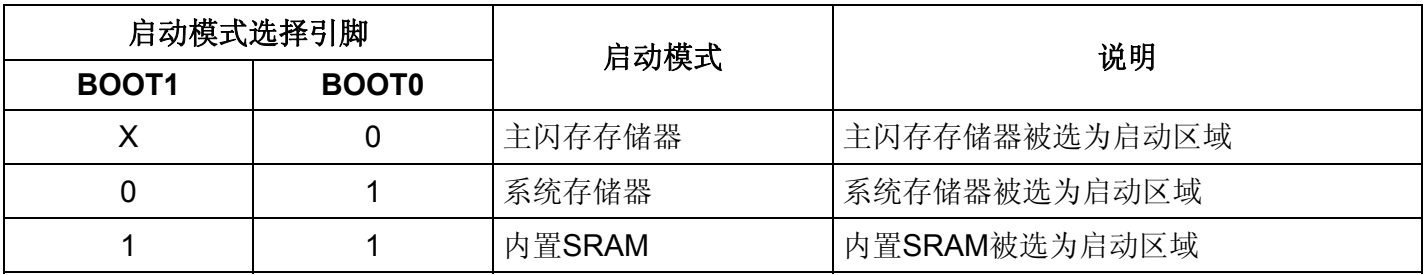 启动模式选择引脚 启动模式 说明
BOOT1 BOOT0
X 0 主闪存存储器 主闪存存储器被选为启动区域
0 1 系统存储器 系统存储器被选为启动区域
1 1 内置SRAM 内置SRAM被选为启动区域